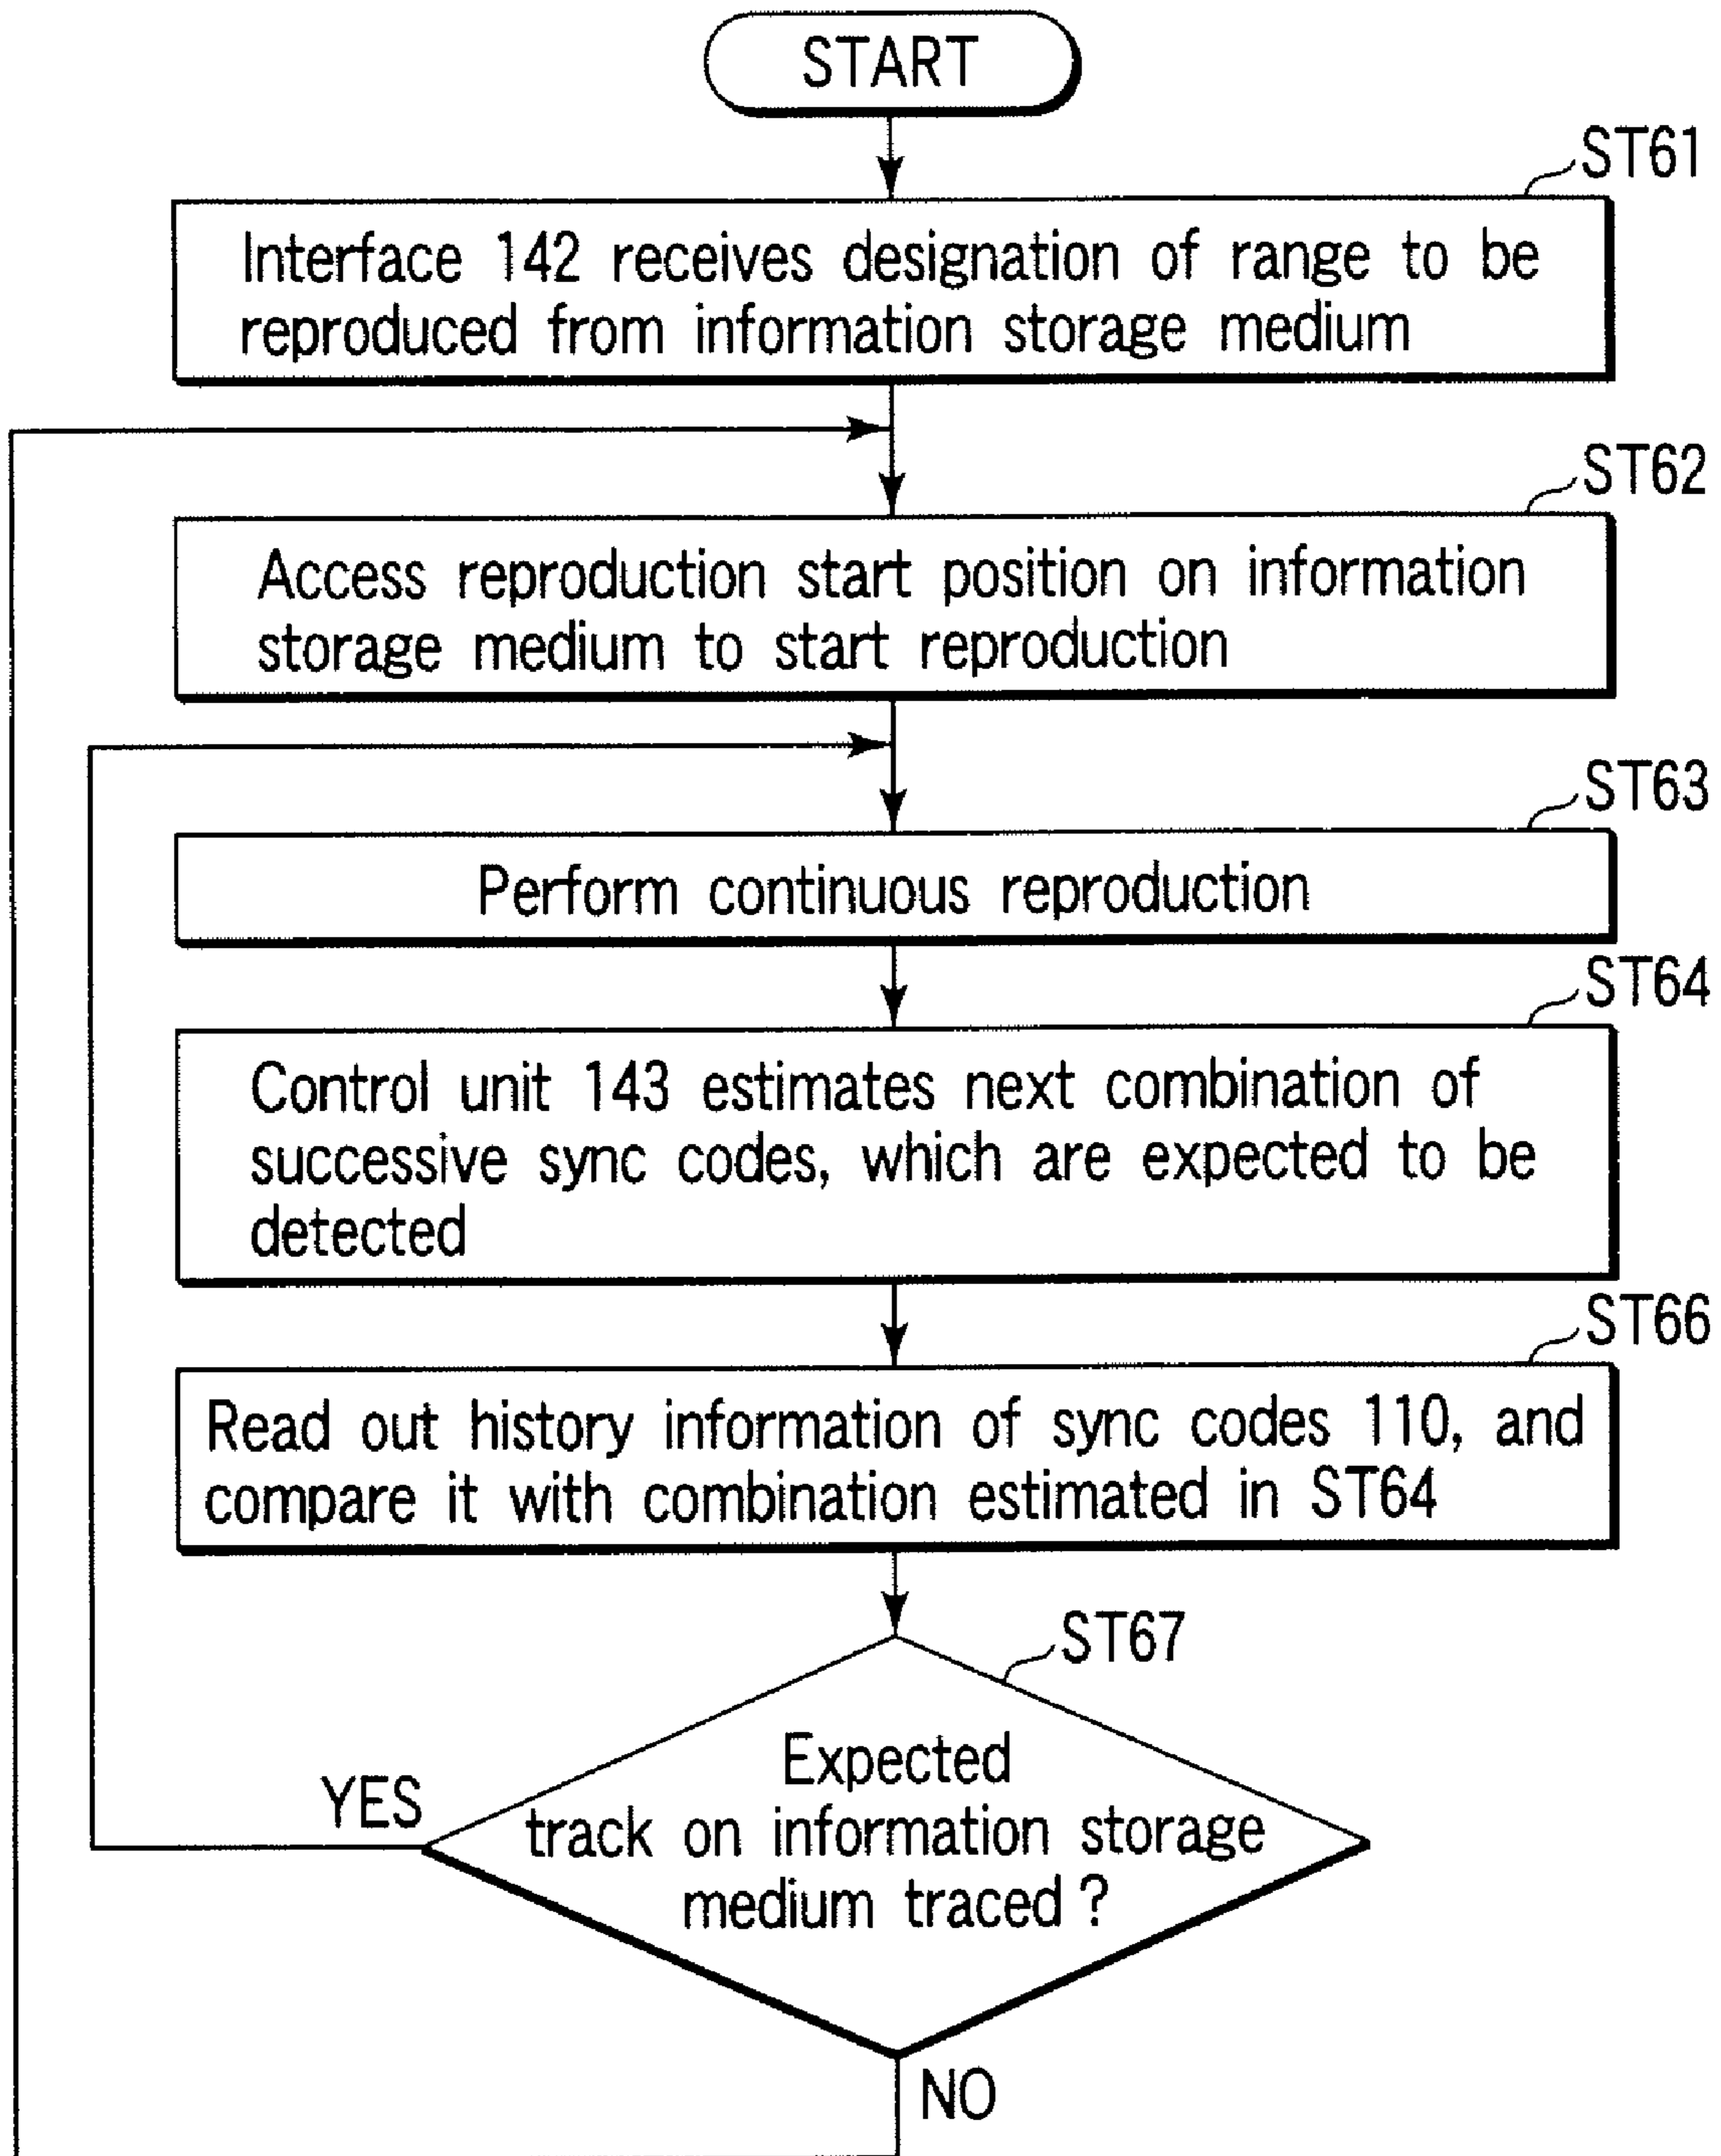 START
ST61
Interface 142 receives designation of range to be
reproduced from information storage medium
ST62
Access reproduction start position on information
storage medium to start reproduction
ST63
Perform continuous reproduction
ST64
Control unit 143 estimates next combination of
successive sync codes, which are expected to be
detected
ST66
Read out history information of sync codes 110, and
compare it with combination estimated in ST64
ST67
Expected
YES
track on information storage
medium traced ?
NO